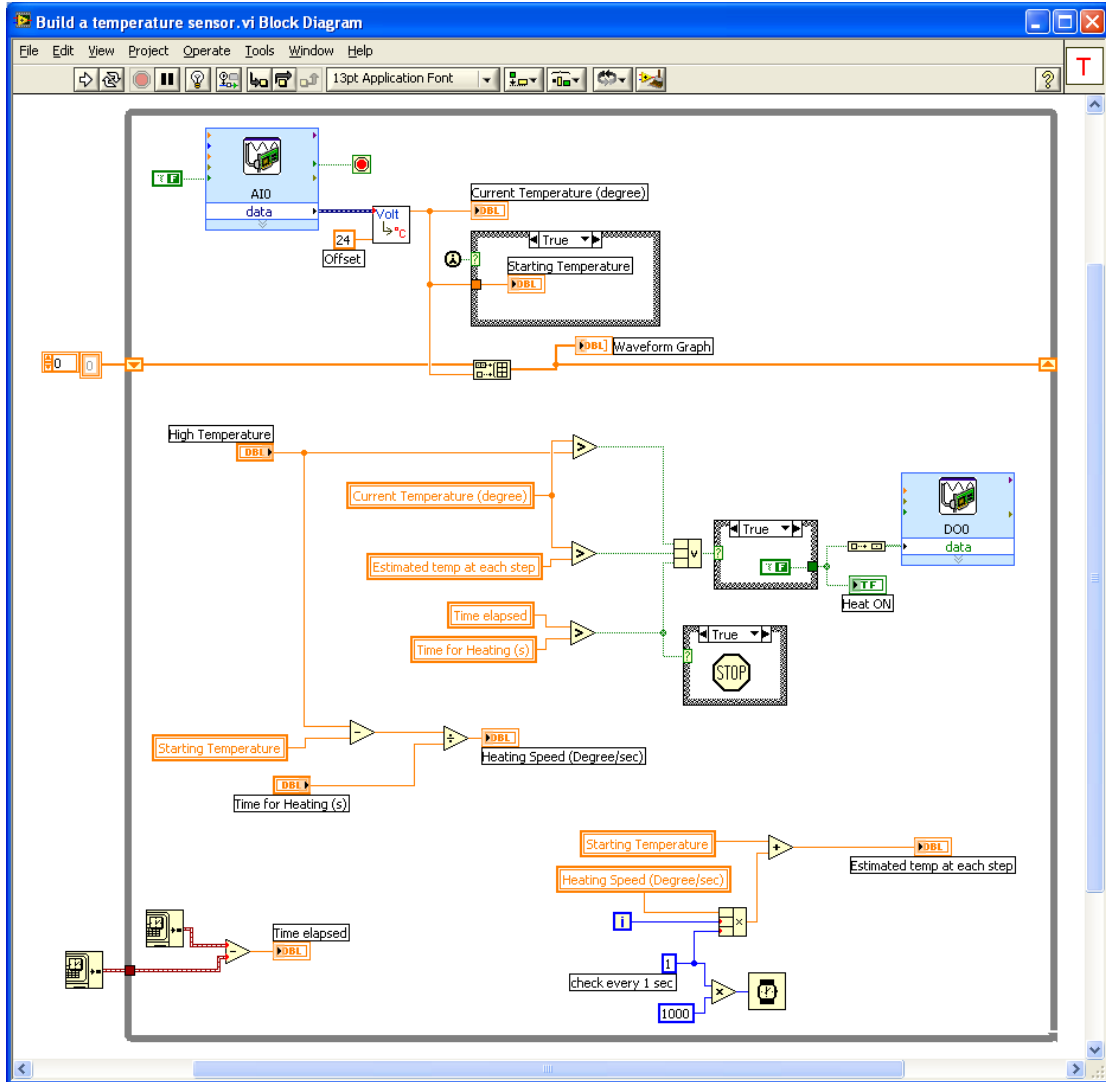 Build a temperature sensor.vi Block Diagram
File Edit View Project Operate Tools Window Help
13pt Application Font
?
T
AI0
data
F
Volt
°C
24
Offset
Current Temperature (degree)
DBL
True
?
Starting Temperature
DBL
0
0
DBL]
Waveform Graph
High Temperature
DBL
>
Current Temperature (degree)
>
Estimated temp at each step
v
True
?
F
DO0
data
TF
Heat ON
Time elapsed
>
Time for Heating (s)
True
?
STOP
Starting Temperature
-
÷
DBL
Heating Speed (Degree/sec)
DBL
Time for Heating (s)
Starting Temperature
+
DBL
Estimated temp at each step
Heating Speed (Degree/sec)
i
x
1
check every 1 sec
x
1000
Time elapsed
-
DBL